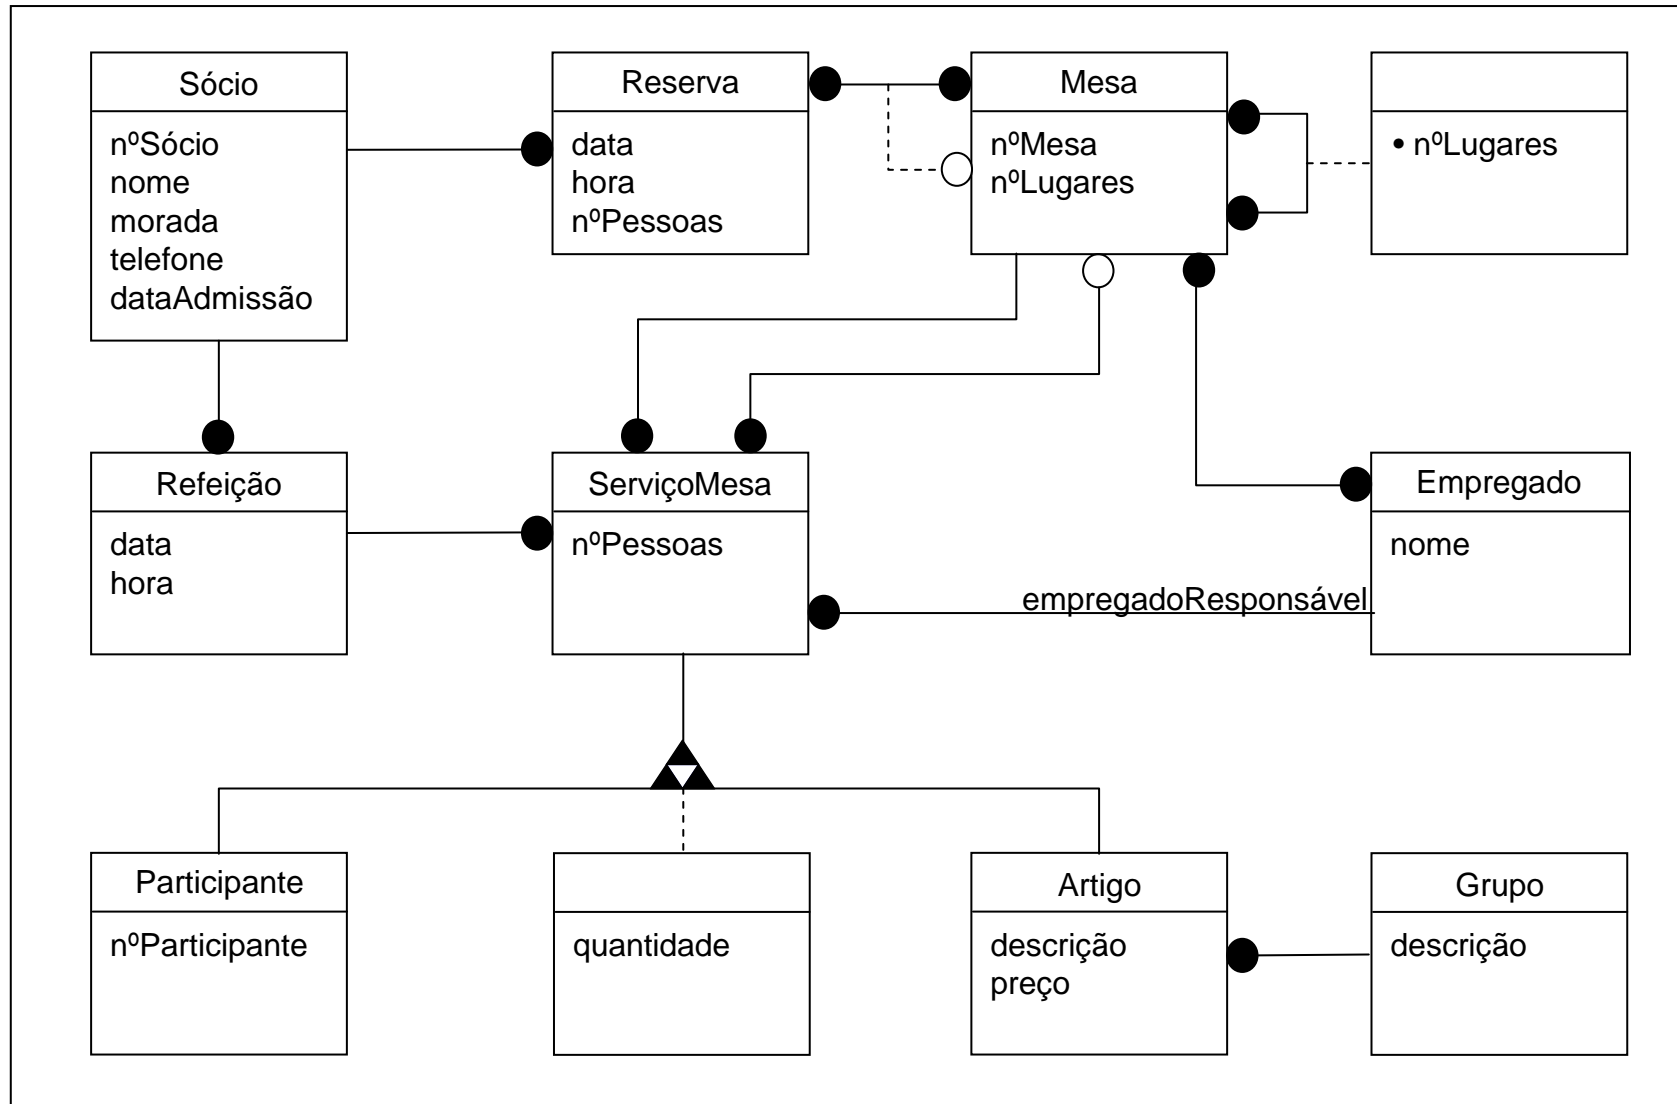 Sócio
nºSócio
nome
morada
telefone
dataAdmissão
Reserva
data
hora
nºPessoas
Mesa
nºMesa
nºLugares
• nºLugares
Refeição
data
hora
ServiçoMesa
nºPessoas
Empregado
nome
empregadoResponsável
Participante
nºParticipante
quantidade
Artigo
descrição
preço
Grupo
descrição